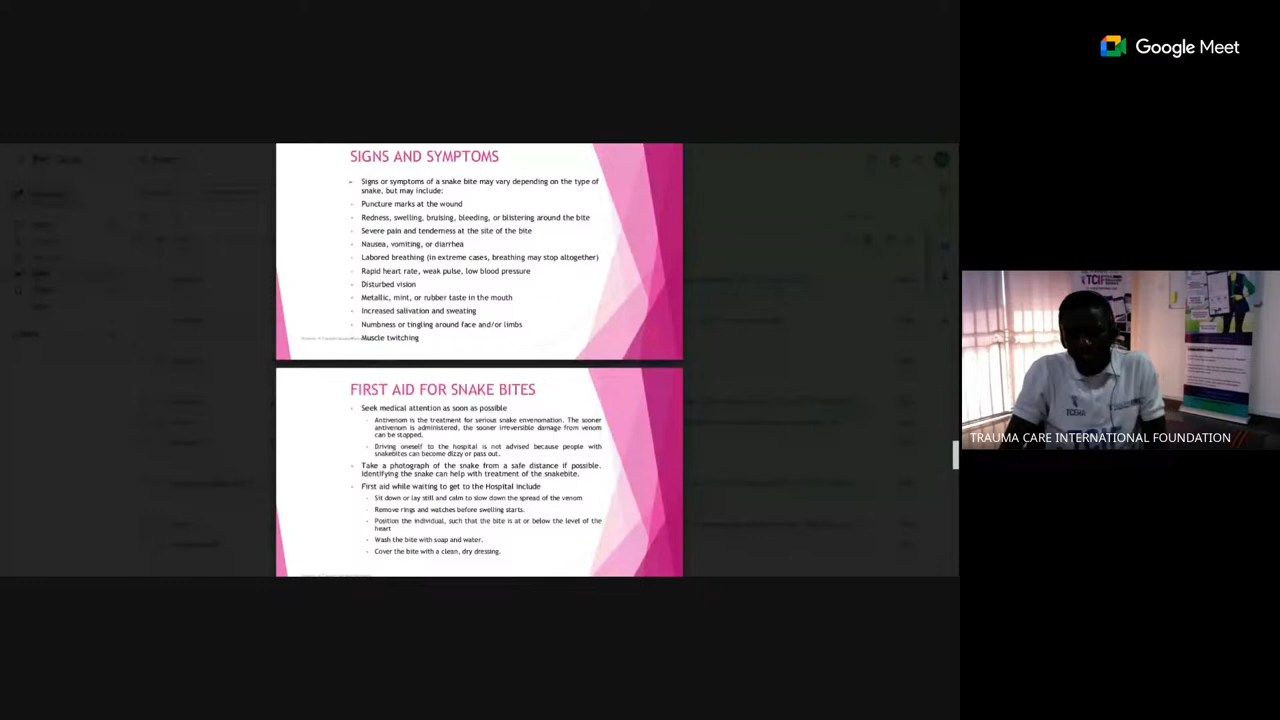 Google Meet
SIGNS AND SYMPTOMS
Signs or symptoms of a snake bite may vary depending on the type of
snake, but may include:
Puncture marks at the wound
Redness, swelling, bruising, bleeding, or blistering around the bite
Severe pain and tenderness at the site of the bite
Nausea, vomiting, or diarrhea
Labored breathing (in extreme cases, breathing may stop altogether)
Rapid heart rate, weak pulse, low blood pressure
Disturbed vision
Metallic, mint, or rubber taste in the mouth
Increased salivation and sweating
Numbness or tingling around face and/or limbs
Muscle twitching
FIRST AID FOR SNAKE BITES
Seek medical attention as soon as possible
Antivenom is the treatment for serious snake envenomation. The sooner
antivenom is administered, the sooner irreversible damage from venom
can be stopped.
Driving oneself to the hospital is not advised because people with
snakebites can become dizzy or pass out.
Take a photograph of the snake from a safe distance if possible.
Identifying the snake can help with treatment of the snakebite.
First aid while waiting to get to the Hospital include
Sit down or lay still and calm to slow down the spread of the venom
Remove rings and watches before swelling starts.
Position the individual, such that the bite is at or below the level of the
heart
Wash the bite with soap and water.
Cover the bite with a clean, dry dressing.
TCIF
TRAUMA CARE INTERNATIONAL FOUNDATION